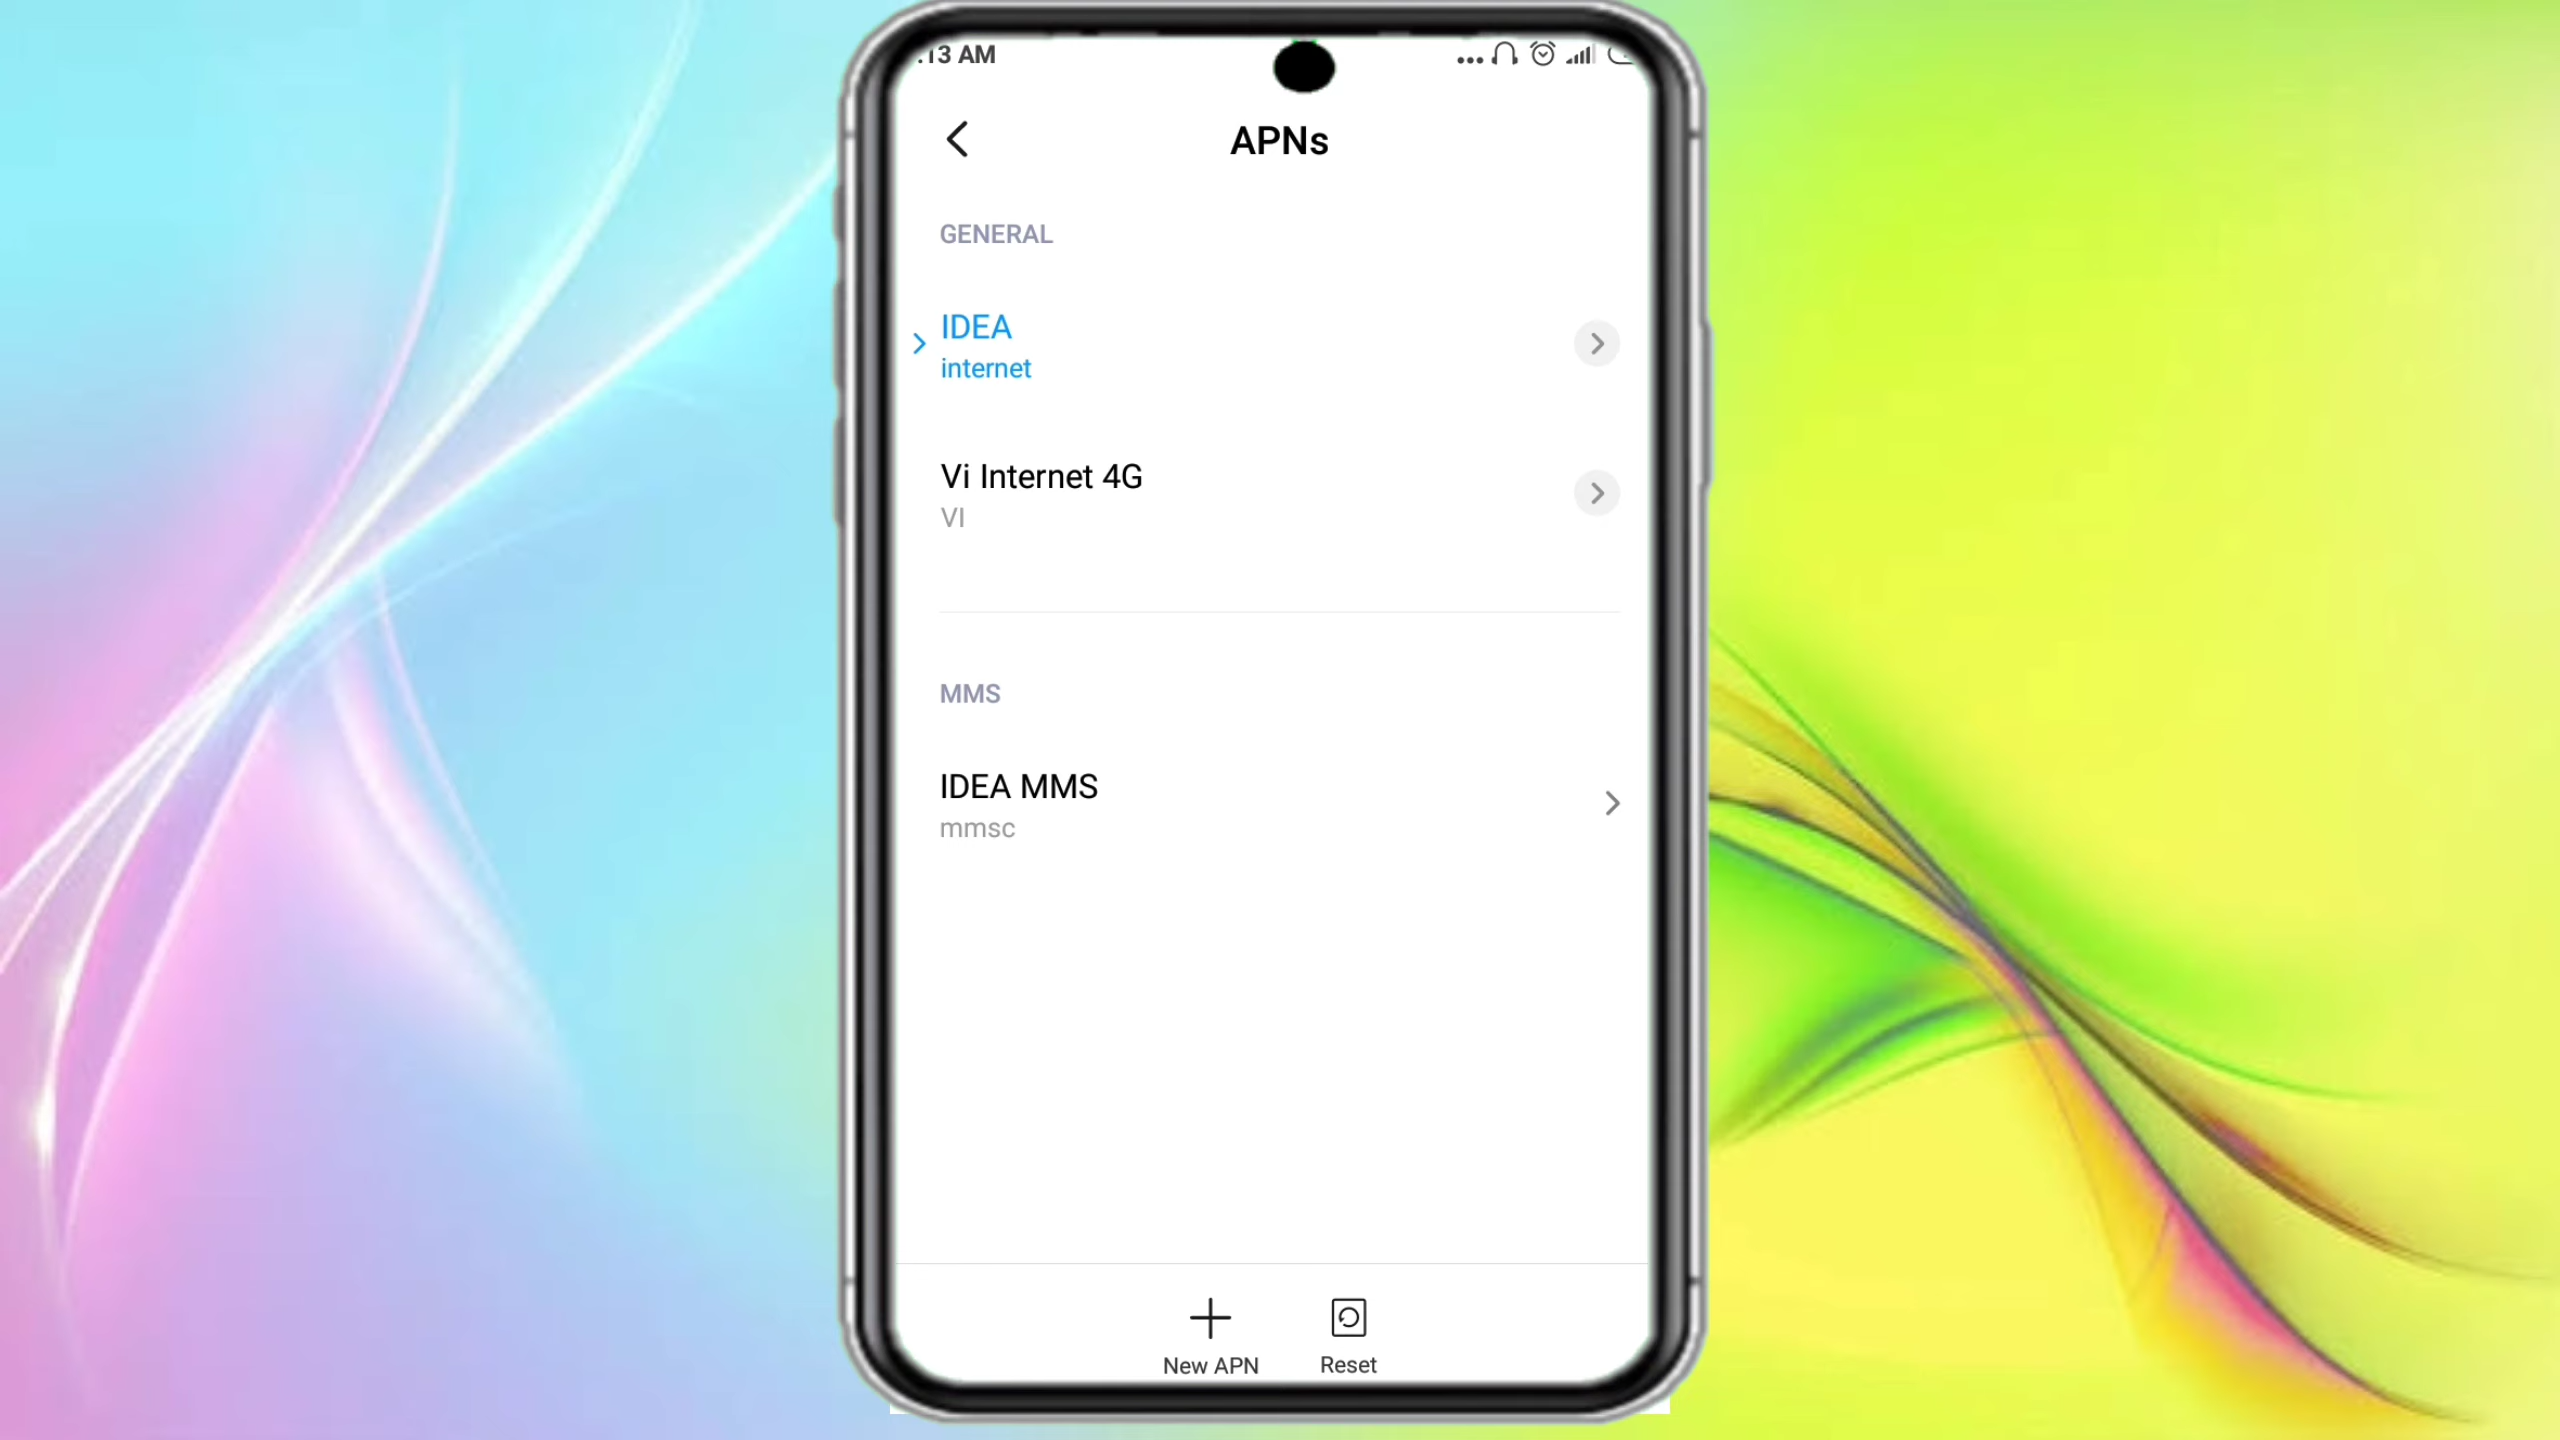 :13 AM
APNs
GENERAL
IDEA
internet
Vi Internet 4G
VI
MMS
IDEA MMS
mmsc
New APN
Reset